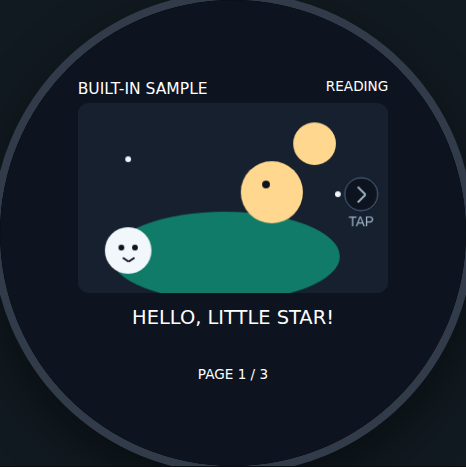 BUILT-IN SAMPLE
READING
TAP
HELLO, LITTLE STAR!
PAGE 1 / 3